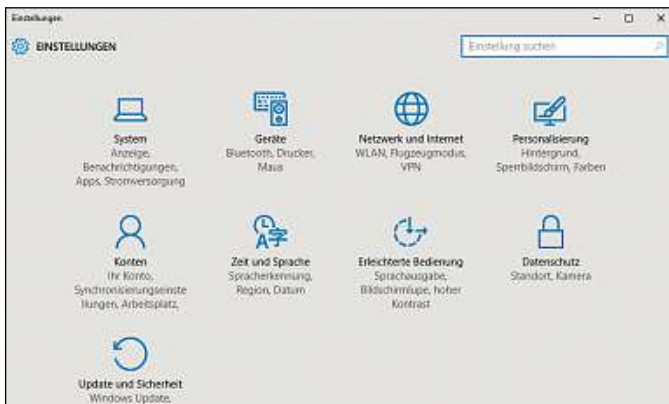 Einstellungen
EINSTELLUNGEN
Einstellung suchen
System
Anzeige,
Benachrichtigungen,
Apps, Stromversorgung
Geräte
Bluetooth, Drucker,
Maus
Netzwerk und Internet
WLAN, Flugzeugmodus,
VPN
Personalisierung
Hintergrund,
Sperrbildschirm, Farben
Konten
Ihr Konto,
Synchronisierungseinste
llungen, Arbeitsplatz,
Zeit und Sprache
Spracherkennung,
Region, Datum
Erleichterte Bedienung
Sprachausgabe,
Bildschirmlupe, hoher
Kontrast
Datenschutz
Standort, Kamera
Update und Sicherheit
Windows Update,